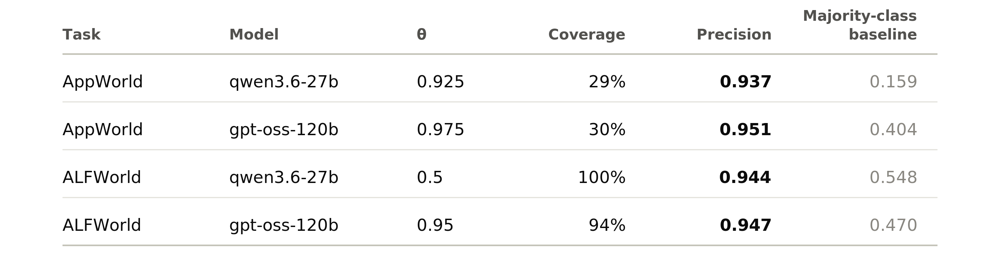 Task Model θ Coverage Precision Majority-class baseline
AppWorld qwen3.6-27b 0.925 29% 0.937 0.159
AppWorld gpt-oss-120b 0.975 30% 0.951 0.404
ALFWorld qwen3.6-27b 0.5 100% 0.944 0.548
ALFWorld gpt-oss-120b 0.95 94% 0.947 0.470